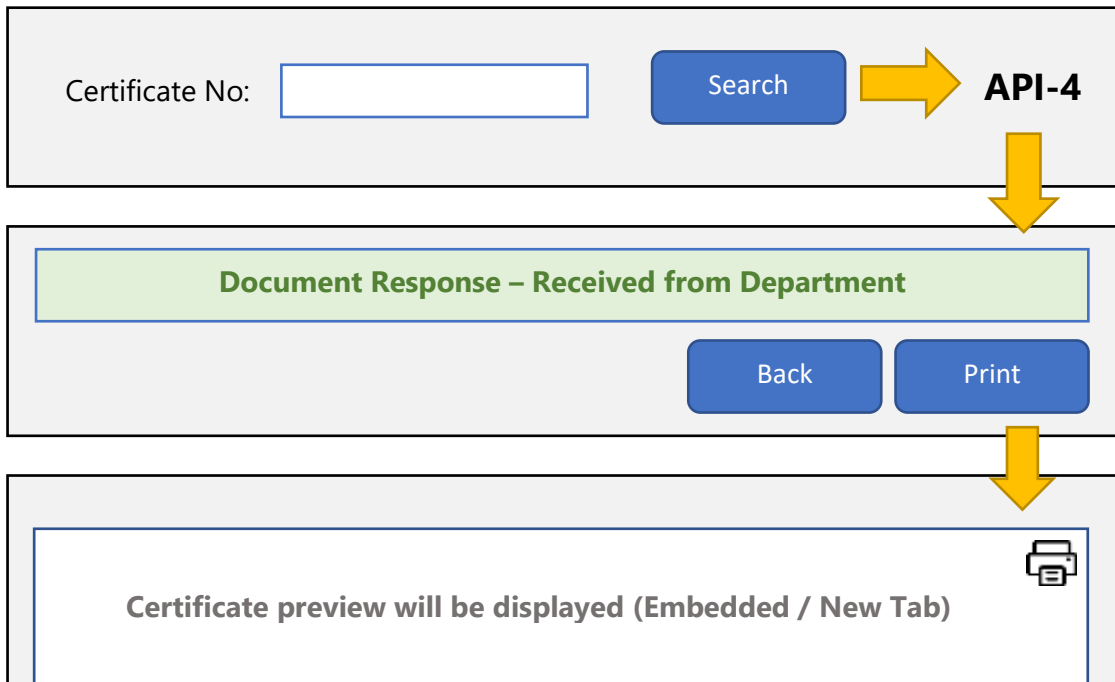 Certificate No:
Search
API-4
Document Response – Received from Department
Back
Print
Certificate preview will be displayed (Embedded / New Tab)